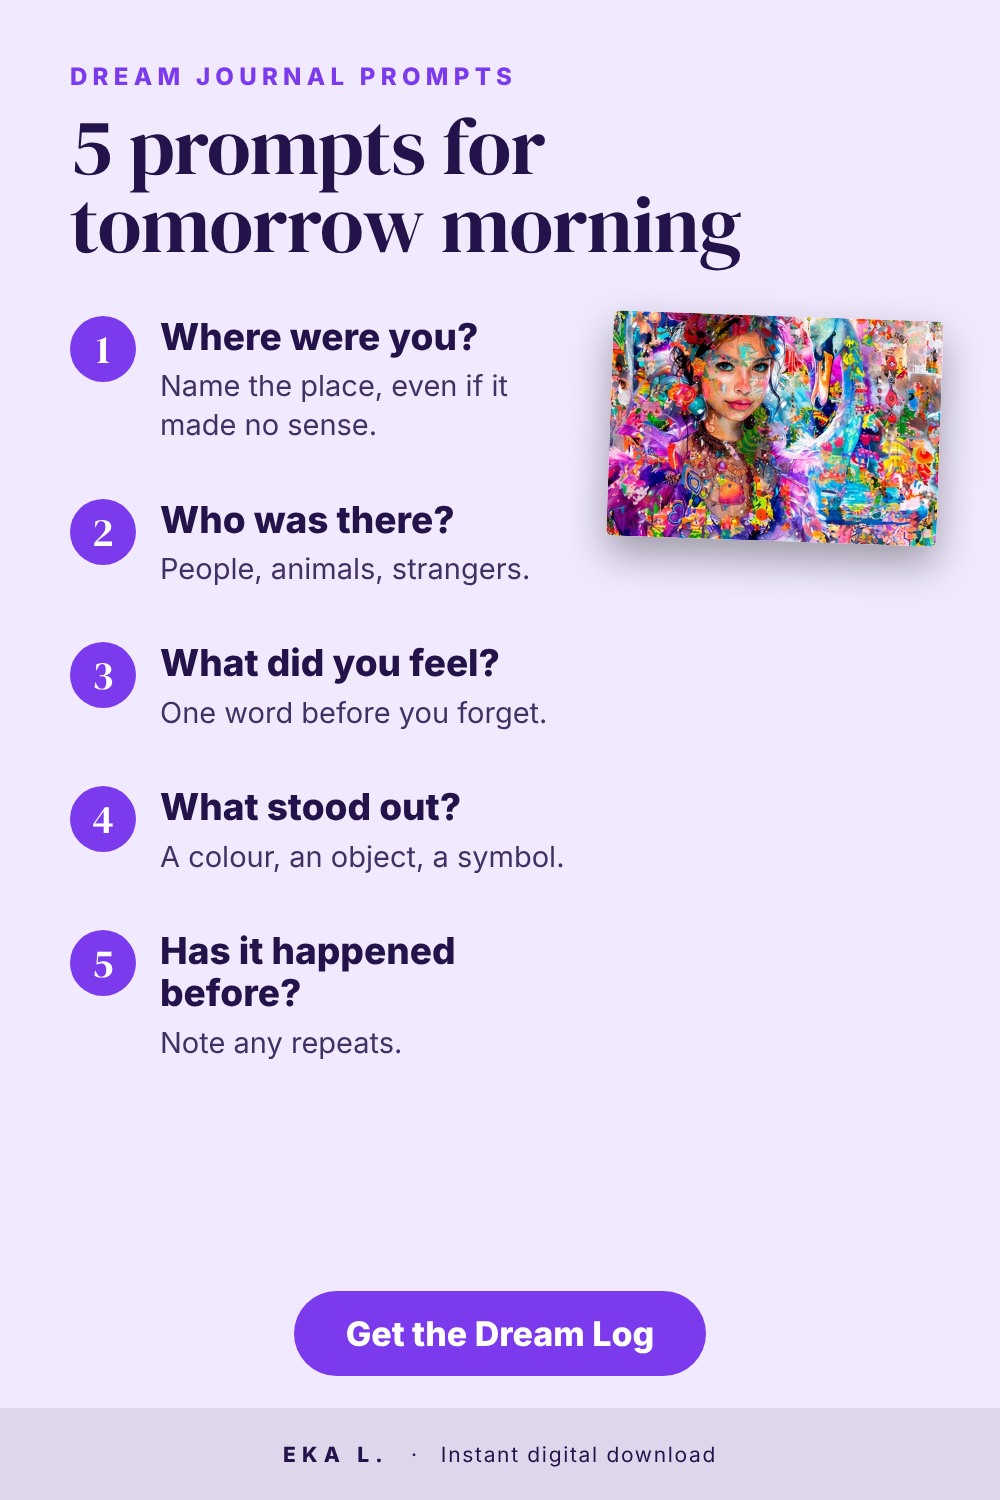 DREAM JOURNAL PROMPTS
5 prompts for
tomorrow morning
1
Where were you?
Name the place, even if it
made no sense.
2
Who was there?
People, animals, strangers.
3
What did you feel?
One word before you forget.
4
What stood out?
A colour, an object, a symbol.
5
Has it happened
before?
Note any repeats.
Get the Dream Log
EKA L. · Instant digital download